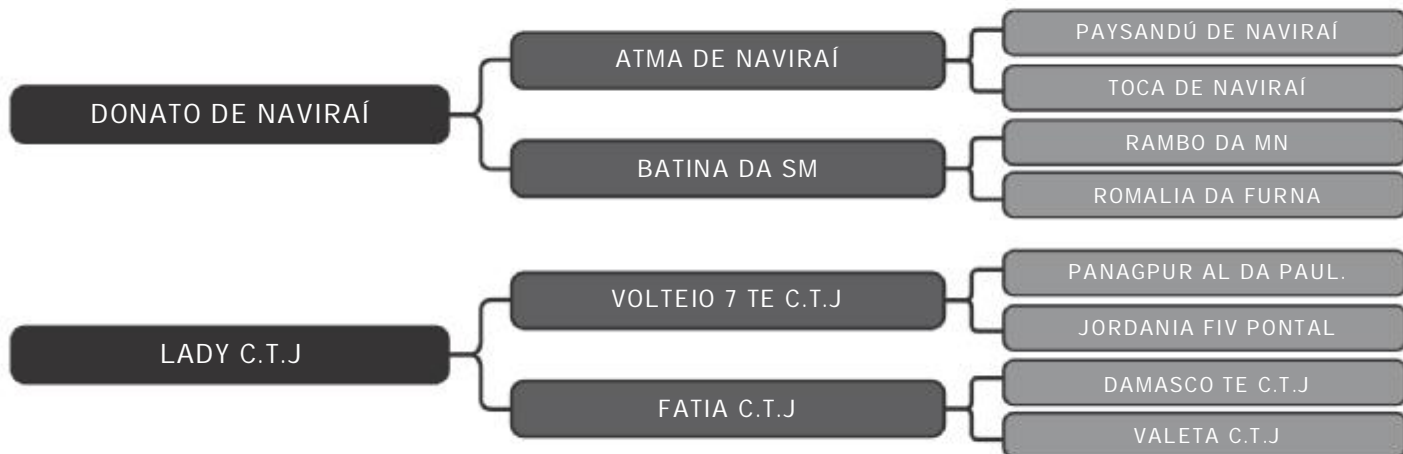 DONATO DE NAVIRAÍ
ATMA DE NAVIRAÍ
PAYSANDÚ DE NAVIRAÍ
TOCA DE NAVIRAÍ
BATINA DA SM
RAMBO DA MN
ROMALIA DA FURNA
LADY C.T.J
VOLTEIO 7 TE C.T.J
PANAGPUR AL DA PAUL.
JORDANIA FIV PONTAL
FATIA C.T.J
DAMASCO TE C.T.J
VALETA C.T.J